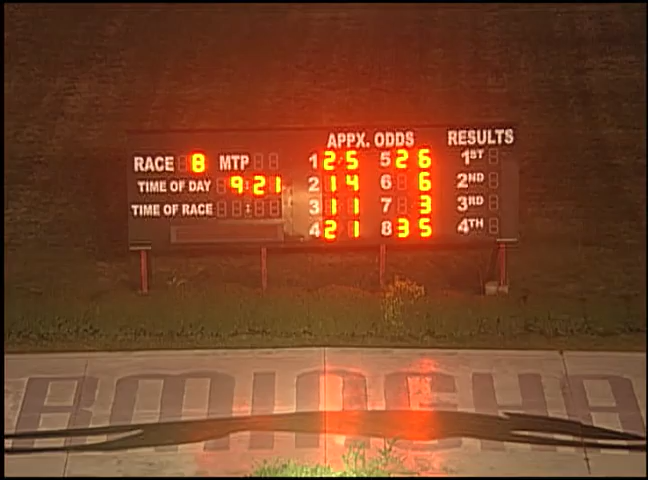 APPX. ODDS RESULTS
RACE 8 MTP 1 25 5 26 1ST
TIME OF DAY 9:21 2 14 6 6 2ND
TIME OF RACE 3 11 7 3 3RD
4 21 8 35 4TH